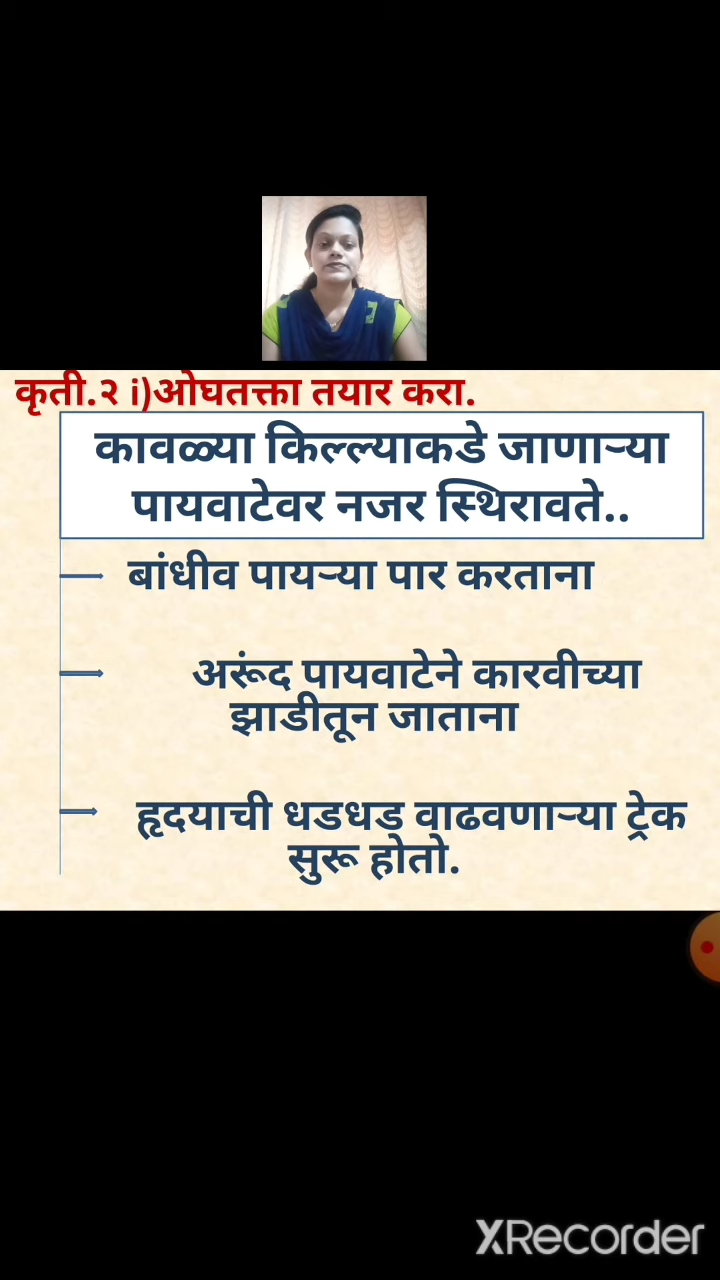 कृती.२ i)ओघतक्ता तयार करा.
कावळ्या किल्ल्याकडे जाणाऱ्या
पायवाटेवर नजर स्थिरावते..
बांधीव पायऱ्या पार करताना
अरूंद पायवाटेने कारवीच्या
झाडीतून जाताना
हृदयाची धडधड वाढवणाऱ्या ट्रेक
सुरू होतो.
XRecorder